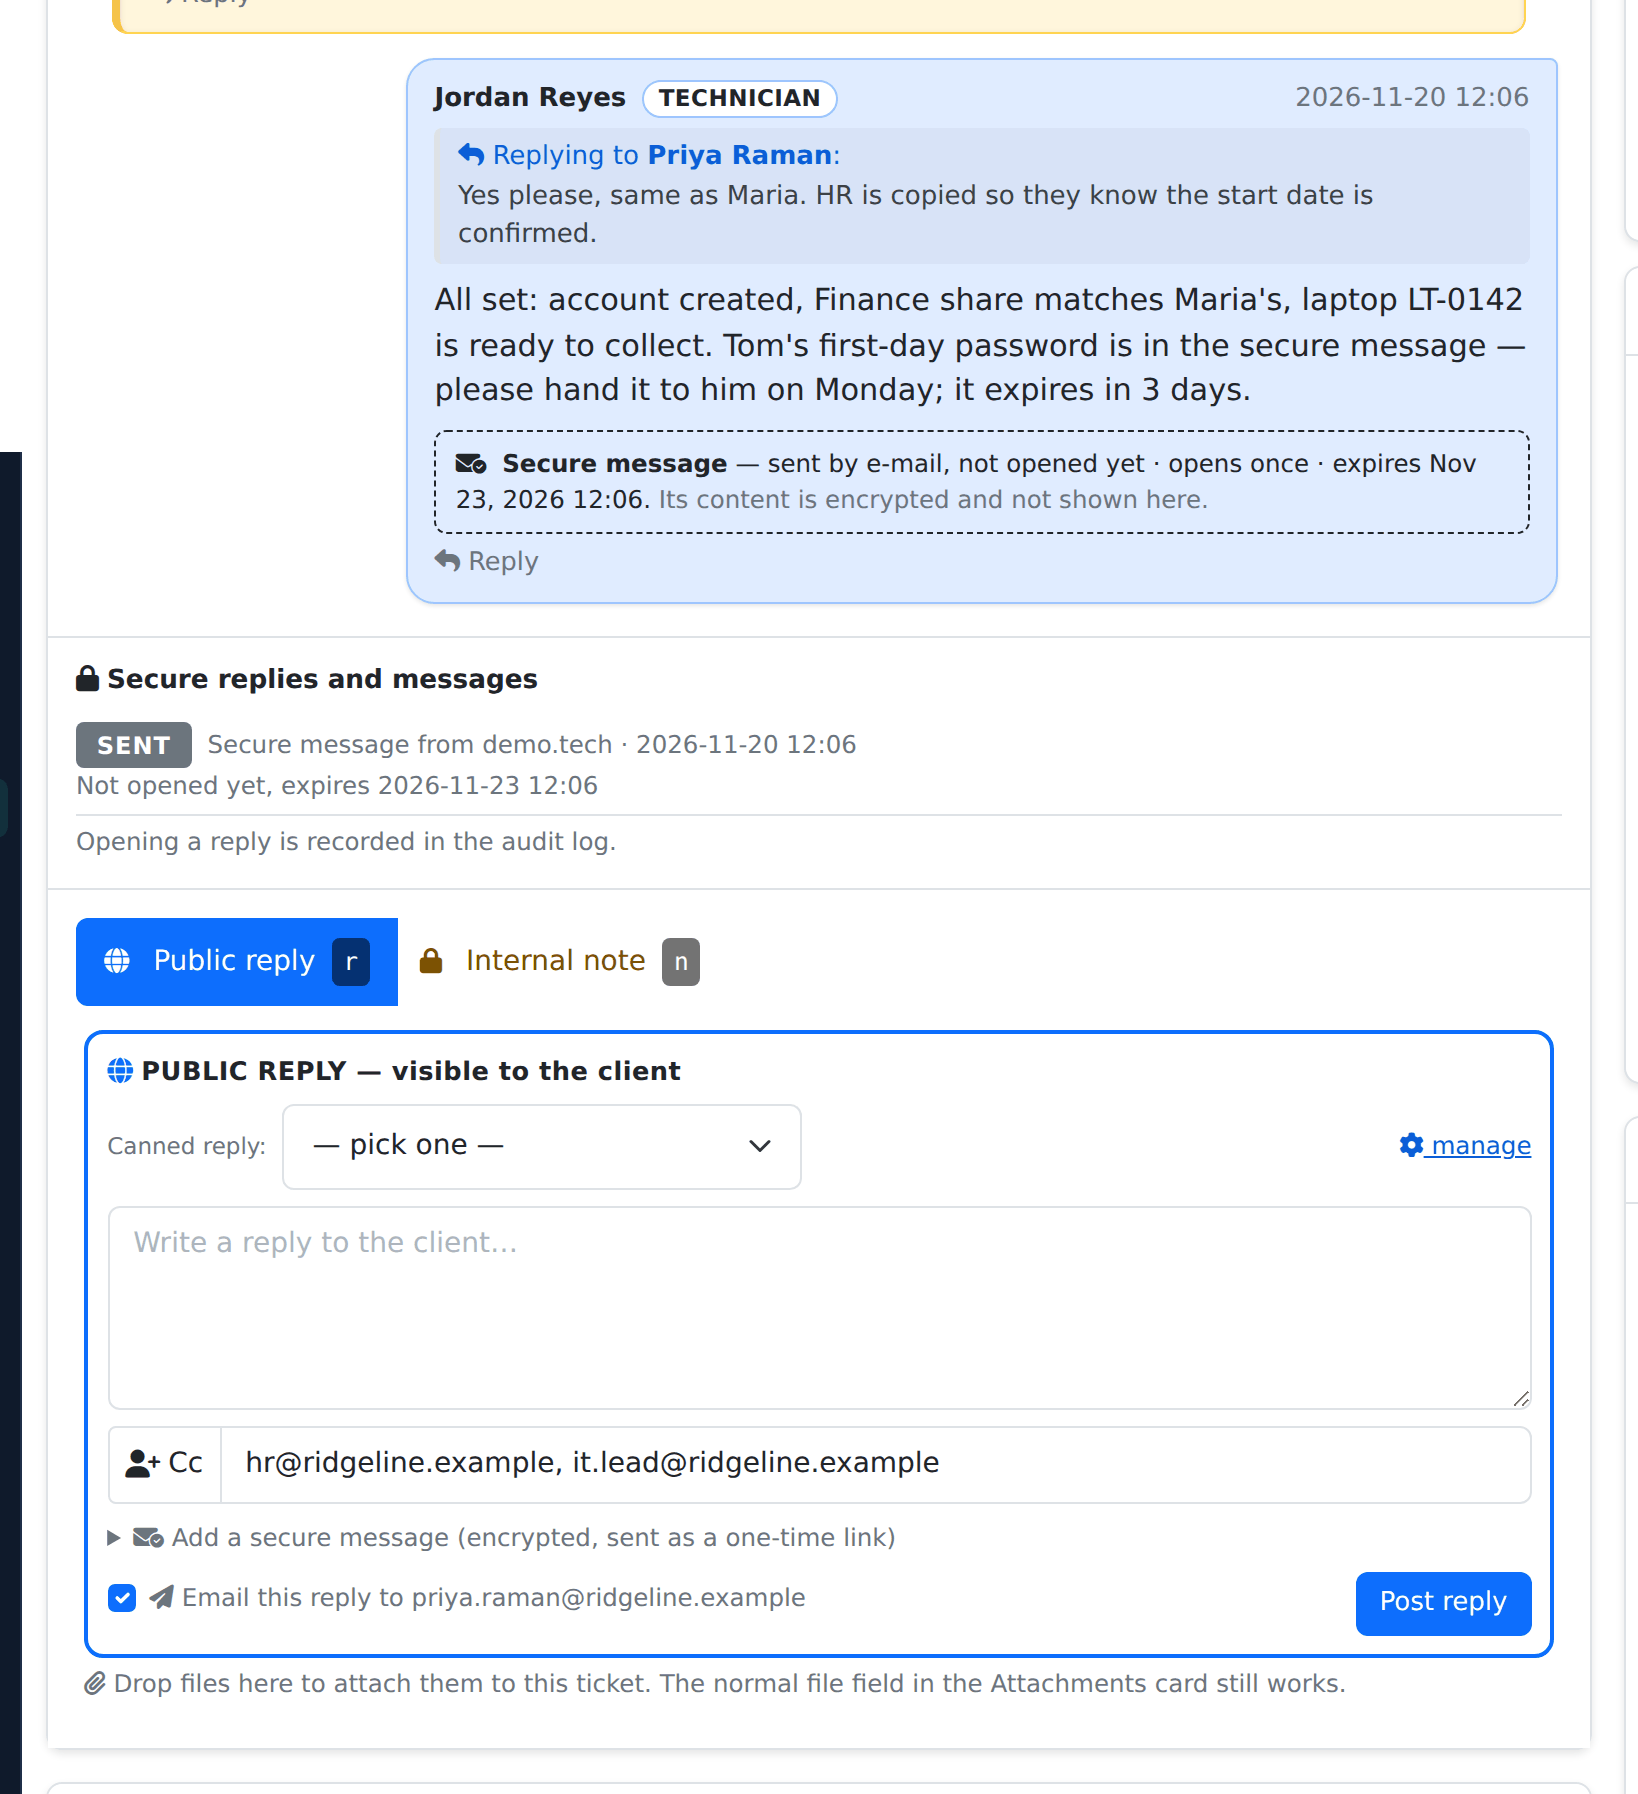 Reply
Jordan Reyes TECHNICIAN 2026-11-20 12:06
Replying to Priya Raman:
Yes please, same as Maria. HR is copied so they know the start date is
confirmed.
All set: account created, Finance share matches Maria's, laptop LT-0142
is ready to collect. Tom's first-day password is in the secure message —
please hand it to him on Monday; it expires in 3 days.
Secure message — sent by e-mail, not opened yet · opens once · expires Nov
23, 2026 12:06. Its content is encrypted and not shown here.
Reply
Secure replies and messages
SENT Secure message from demo.tech · 2026-11-20 12:06
Not opened yet, expires 2026-11-23 12:06
Opening a reply is recorded in the audit log.
Public reply r Internal note n
PUBLIC REPLY — visible to the client
Canned reply: — pick one — manage
Write a reply to the client...
Cc hr@ridgeline.example, it.lead@ridgeline.example
Add a secure message (encrypted, sent as a one-time link)
Email this reply to priya.raman@ridgeline.example Post reply
Drop files here to attach them to this ticket. The normal file field in the Attachments card still works.